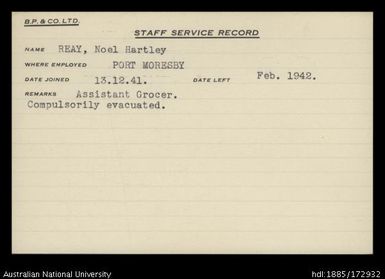 B.P. & CO. LTD.
STAFF SERVICE RECORD
NAME REAY, Noel Hartley
WHERE EMPLOYED PORT MORESBY
DATE JOINED 13.12.41. DATE LEFT Feb. 1942.
REMARKS Assistant Grocer.
Compulsorily evacuated.
Australian National University
hdl:1885/172932